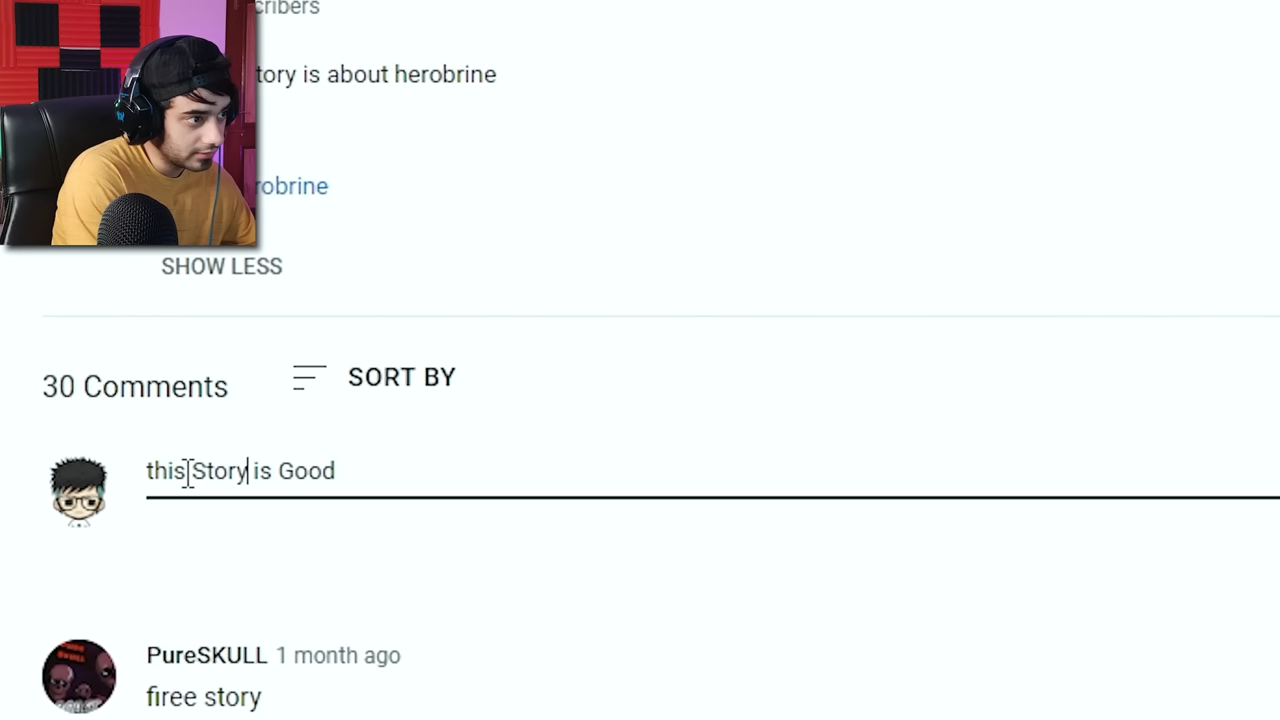 cribers
tory is about herobrine
robrine
SHOW LESS
30 Comments
SORT BY
this Story is Good
PureSKULL 1 month ago
firee story